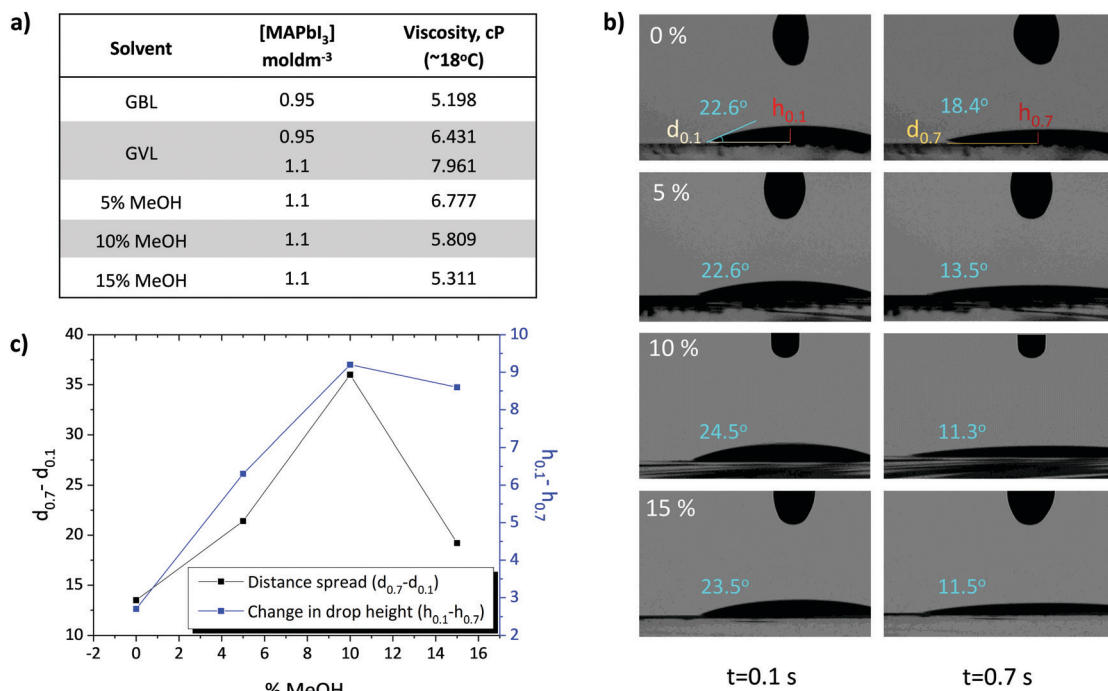 a)
Solvent [MAPbI₃] moldm⁻³ Viscosity, cP (~18°C)
GBL 0.95 5.198
GVL 0.95 6.431
1.1 7.961
5% MeOH 1.1 6.777
10% MeOH 1.1 5.809
15% MeOH 1.1 5.311
b)
0 %
22.6° h₀.₁ d₀.₁
18.4° h₀.₇ d₀.₇
5 %
22.6°
13.5°
10 %
24.5°
11.3°
15 %
23.5°
11.5°
t=0.1 s t=0.7 s
c)
d₀.₇- d₀.₁
40
35
30
25
20
15
10
h₀.₁- h₀.₇
10
9
8
7
6
5
4
3
2
Distance spread (d₀.₇-d₀.₁)
Change in drop height (h₀.₁-h₀.₇)
-2 0 2 4 6 8 10 12 14 16
% MeOH